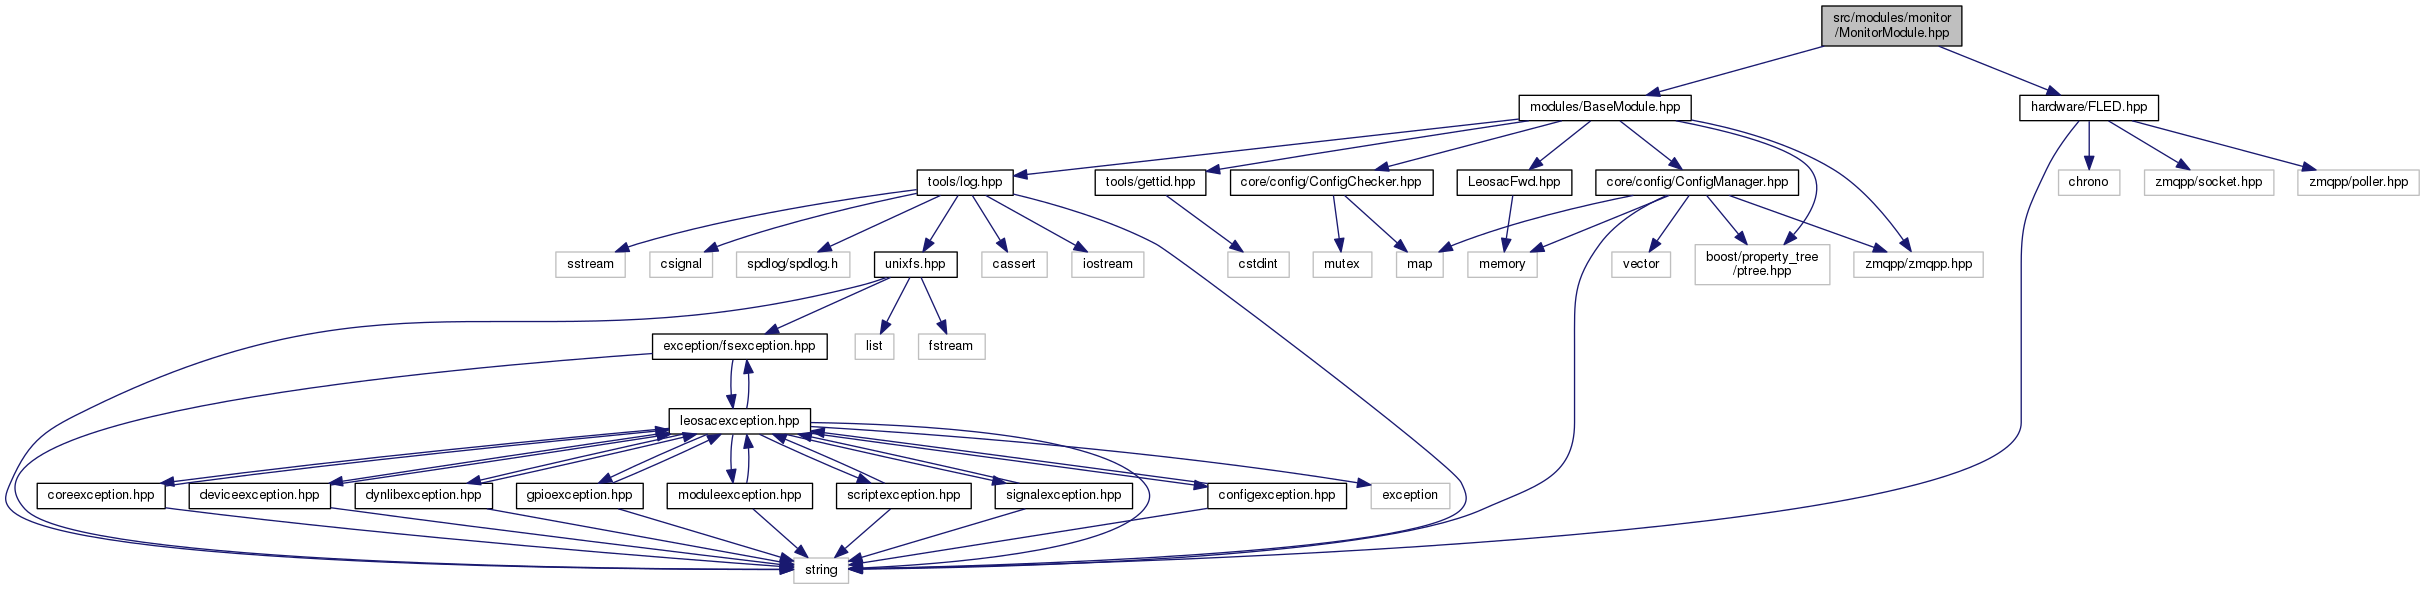 src/modules/monitor
/MonitorModule.hpp
modules/BaseModule.hpp
hardware/FLED.hpp
tools/log.hpp
tools/gettid.hpp
core/config/ConfigChecker.hpp
LeosacFwd.hpp
core/config/ConfigManager.hpp
chrono
zmqpp/socket.hpp
zmqpp/poller.hpp
sstream
csignal
spdlog/spdlog.h
unixfs.hpp
cassert
iostream
cstdint
mutex
map
memory
vector
boost/property_tree
/ptree.hpp
zmqpp/zmqpp.hpp
exception/fsexception.hpp
list
fstream
leosacexception.hpp
coreexception.hpp
deviceexception.hpp
dynlibexception.hpp
gpioexception.hpp
moduleexception.hpp
scriptexception.hpp
signalexception.hpp
configexception.hpp
exception
string